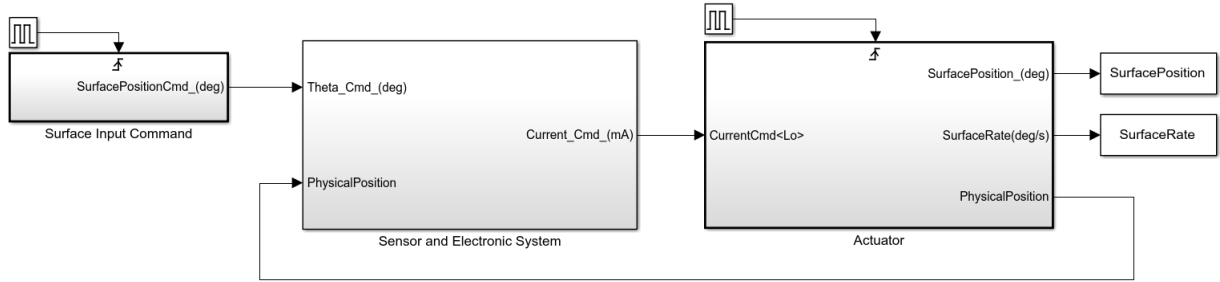 SurfacePositionCmd_(deg)
Surface Input Command
Theta_Cmd_(deg)
Current_Cmd_(mA)
PhysicalPosition
Sensor and Electronic System
CurrentCmd<Lo>
SurfacePosition_(deg)
SurfaceRate(deg/s)
PhysicalPosition
Actuator
SurfacePosition
SurfaceRate